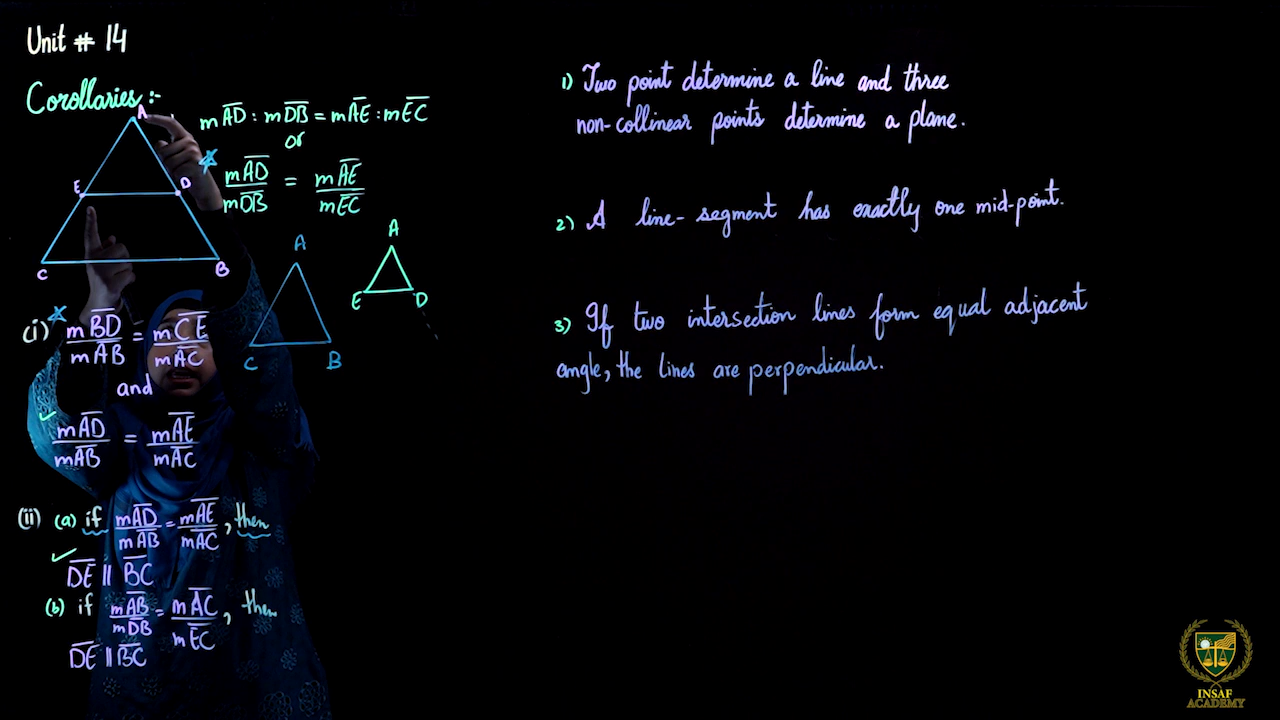 Unit # 14
Corollaries :-
A
E
D
C
B
mAD : mDB = mAE : mEC
or
mAD/mDB = mAE/mEC
A
C
B
A
E
D
(i) mBD/mAB = mCE/mAC
and
mAD/mAB = mAE/mAC
(ii) (a) if mAD/mAB = mAE/mAC, then
DE || BC
(b) if mAB/mDB = mAC/mEC, then
DE || BC
1) Two point determine a line and three
non-collinear points determine a plane.
2) A line-segment has exactly one mid-point.
3) If two intersection lines form equal adjacent
angle, the lines are perpendicular.
INSAF
ACADEMY